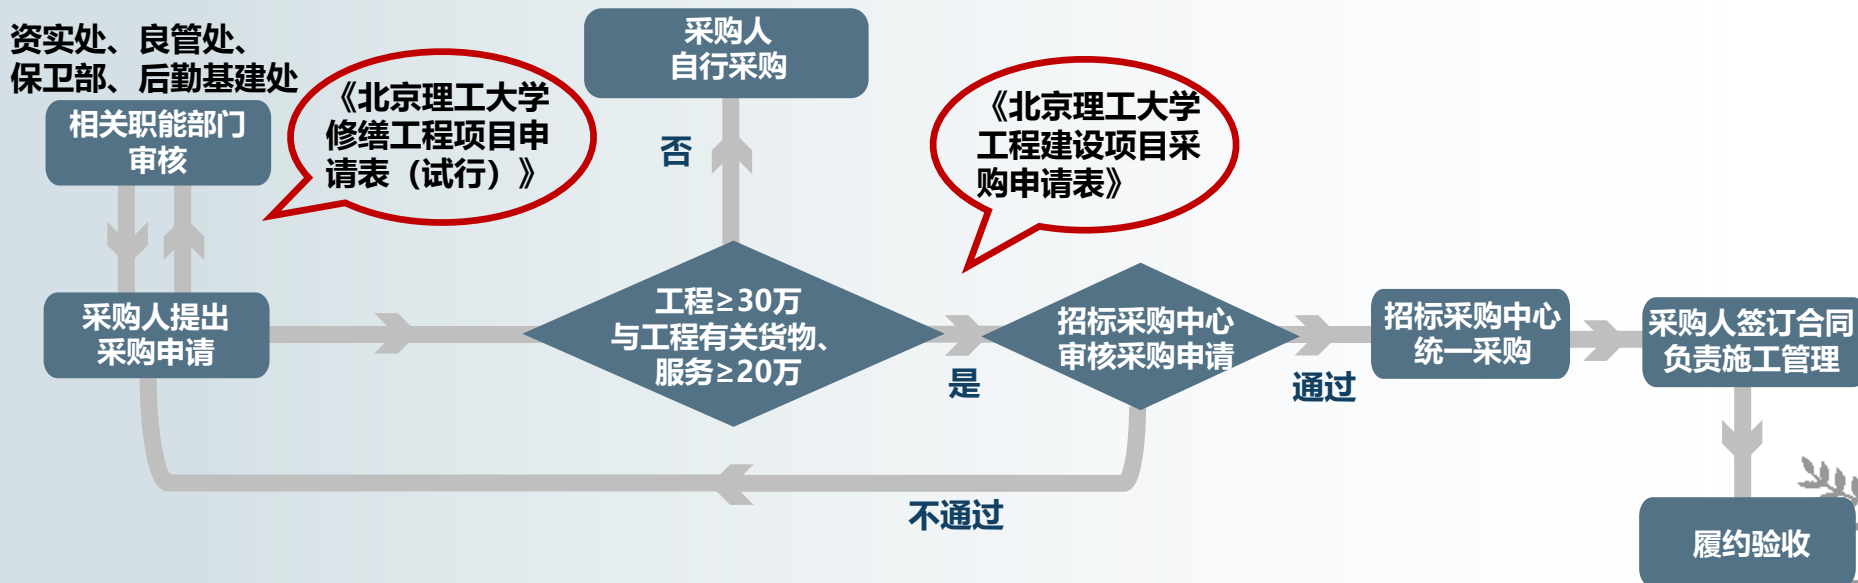 资实处、良管处、
保卫部、后勤基建处
相关职能部门
审核
《北京理工大学
修缮工程项目申
请表（试行）》
采购人
自行采购
否
《北京理工大学
工程建设项目采
购申请表》
采购人提出
采购申请
工程≥30万
与工程有关货物、
服务≥20万
是
招标采购中心
审核采购申请
通过
招标采购中心
统一采购
采购人签订合同
负责施工管理
不通过
履约验收